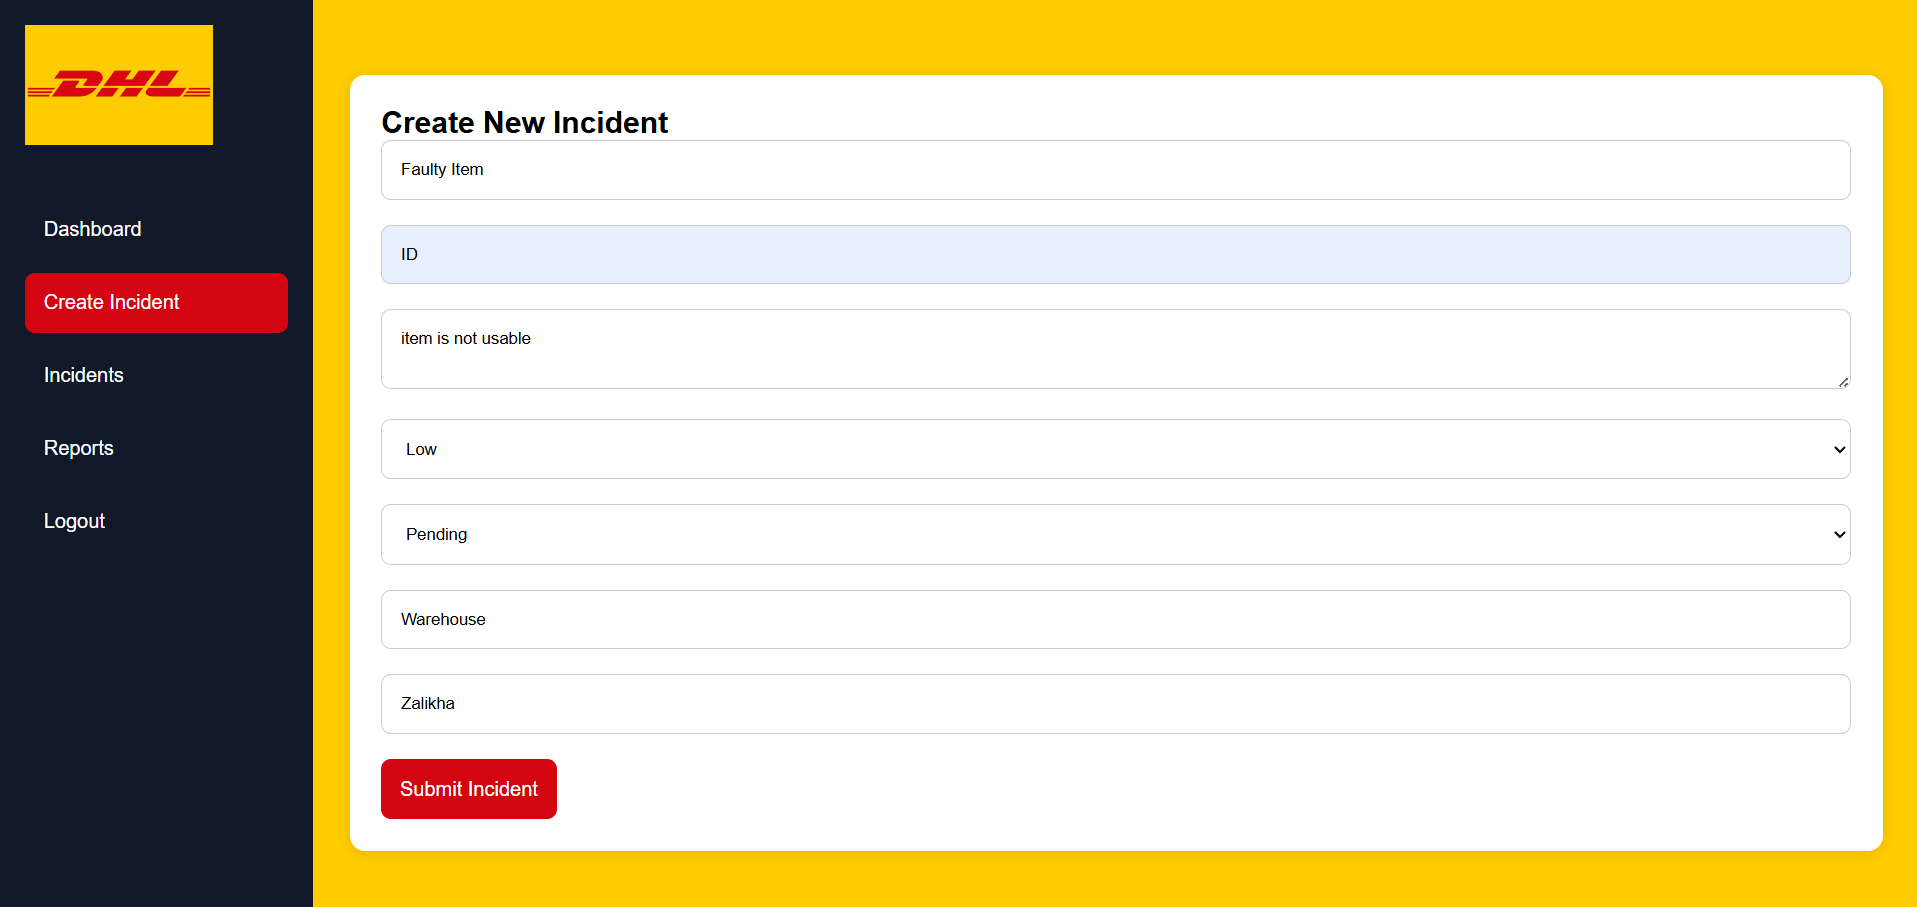 DHL
Dashboard
Create Incident
Incidents
Reports
Logout
Create New Incident
Faulty Item
ID
item is not usable
Low
Pending
Warehouse
Zalikha
Submit Incident